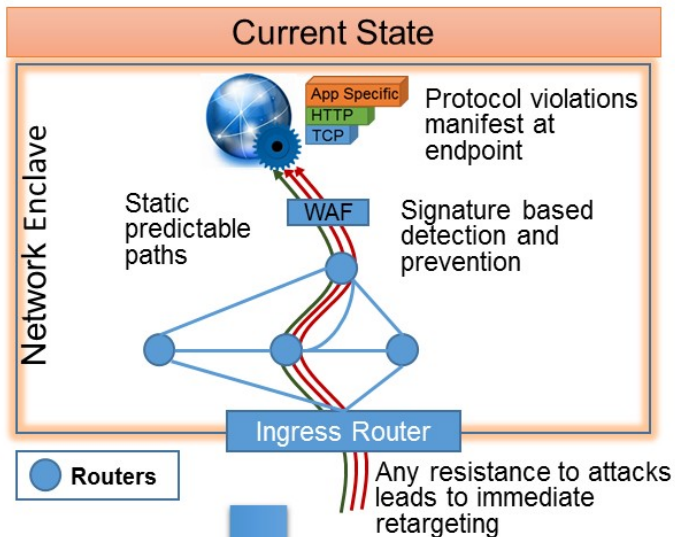 Current State
App Specific
HTTP
TCP
Protocol violations
manifest at
endpoint
Network Enclave
Static
predictable
paths
WAF
Signature based
detection and
prevention
Ingress Router
Routers
Any resistance to attacks
leads to immediate
retargeting